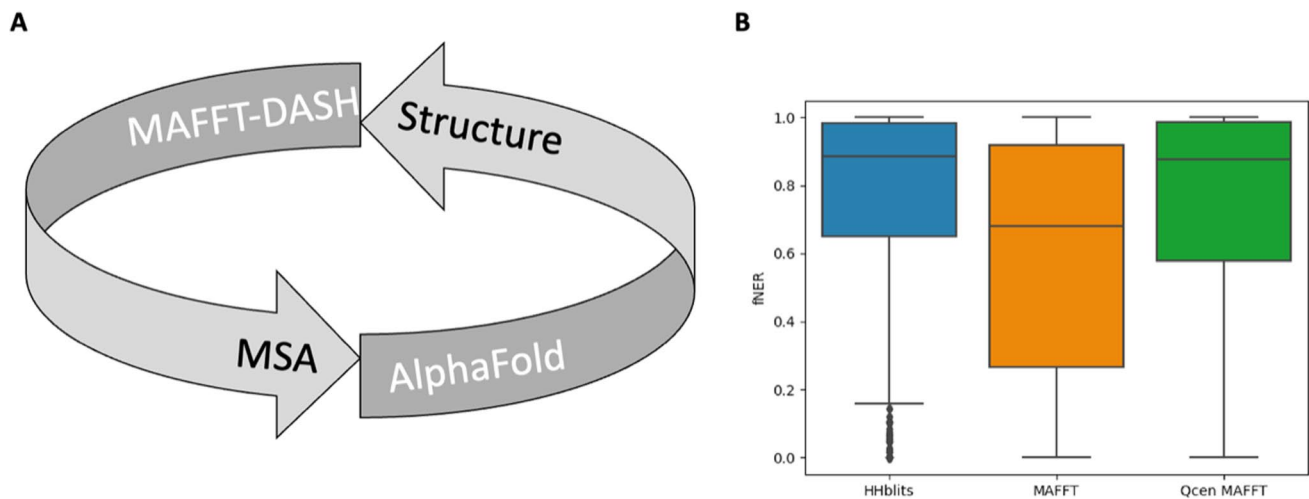 A
B
MAFFT-DASH
Structure
MSA
AlphaFold
1.0
0.8
0.6
0.4
0.2
0.0
fNER
HHblits
MAFFT
Qcen MAFFT